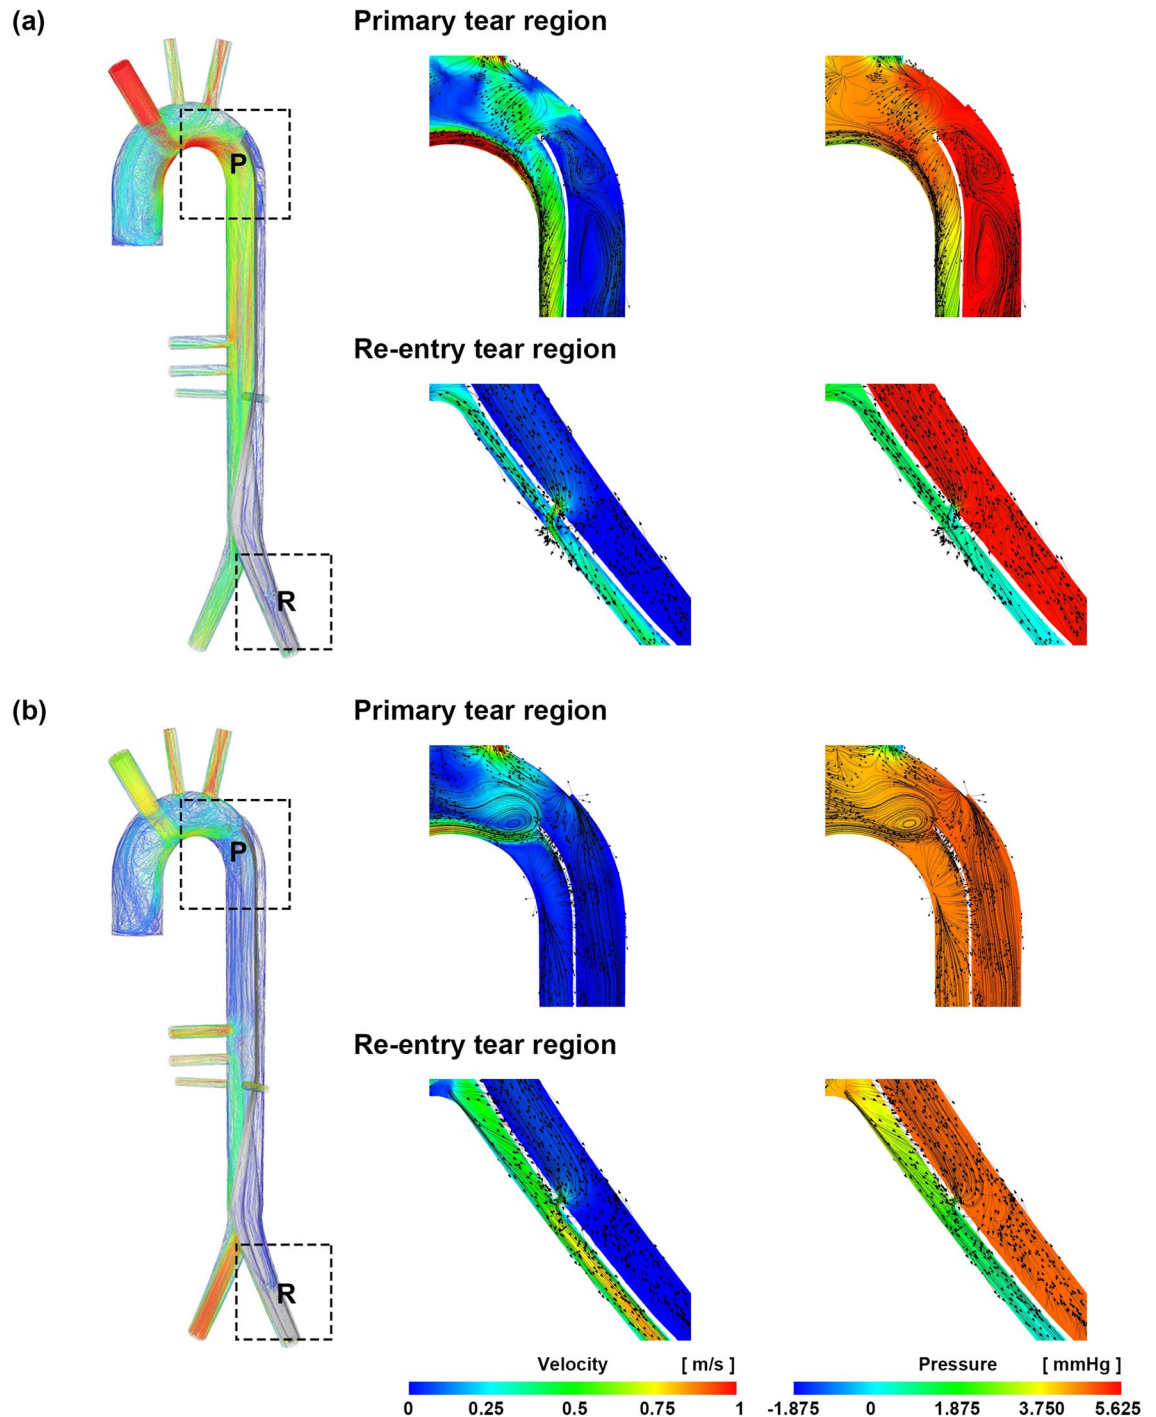 (a)
Primary tear region
P
Re-entry tear region
R
(b)
Primary tear region
P
Re-entry tear region
R
Velocity [ m/s ]
0 0.25 0.5 0.75 1
Pressure [ mmHg ]
-1.875 0 1.875 3.750 5.625